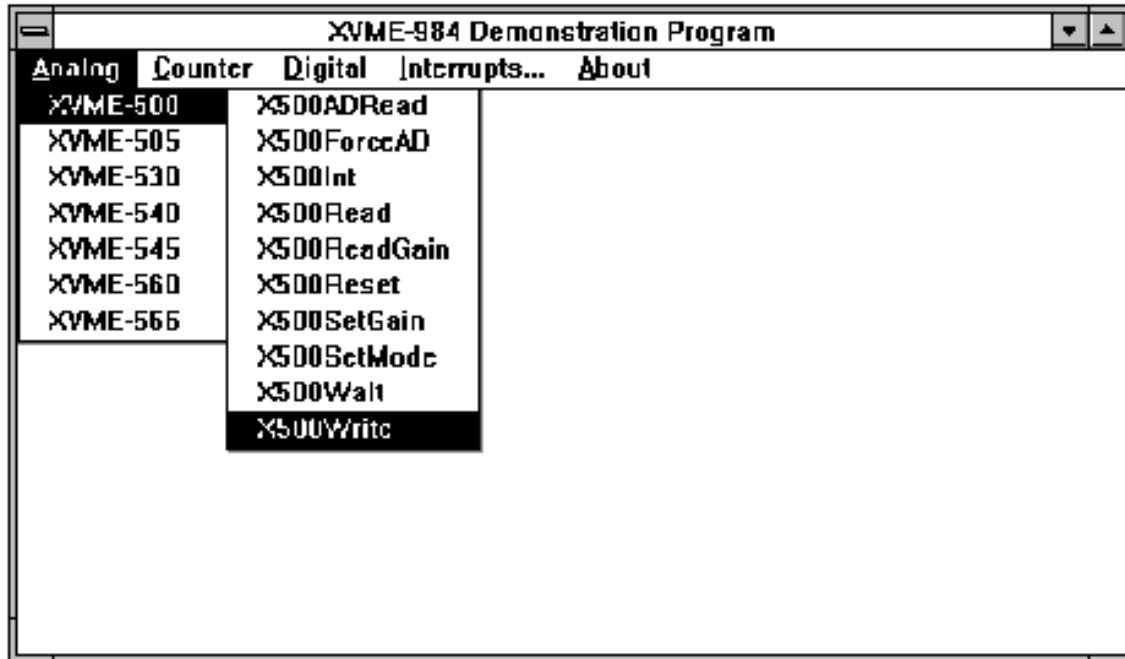 XVME-984 Demonstration Program
Analog Counter Digital Interrupts... About
XVME-500 X500ADRead
XVME-505 X500ForceAD
XVME-530 X500Int
XVME-540 X500Read
XVME-545 X500ReadGain
XVME-560 X500Reset
XVME-566 X500SetGain
X500SetMode
X500Wait
X500Write